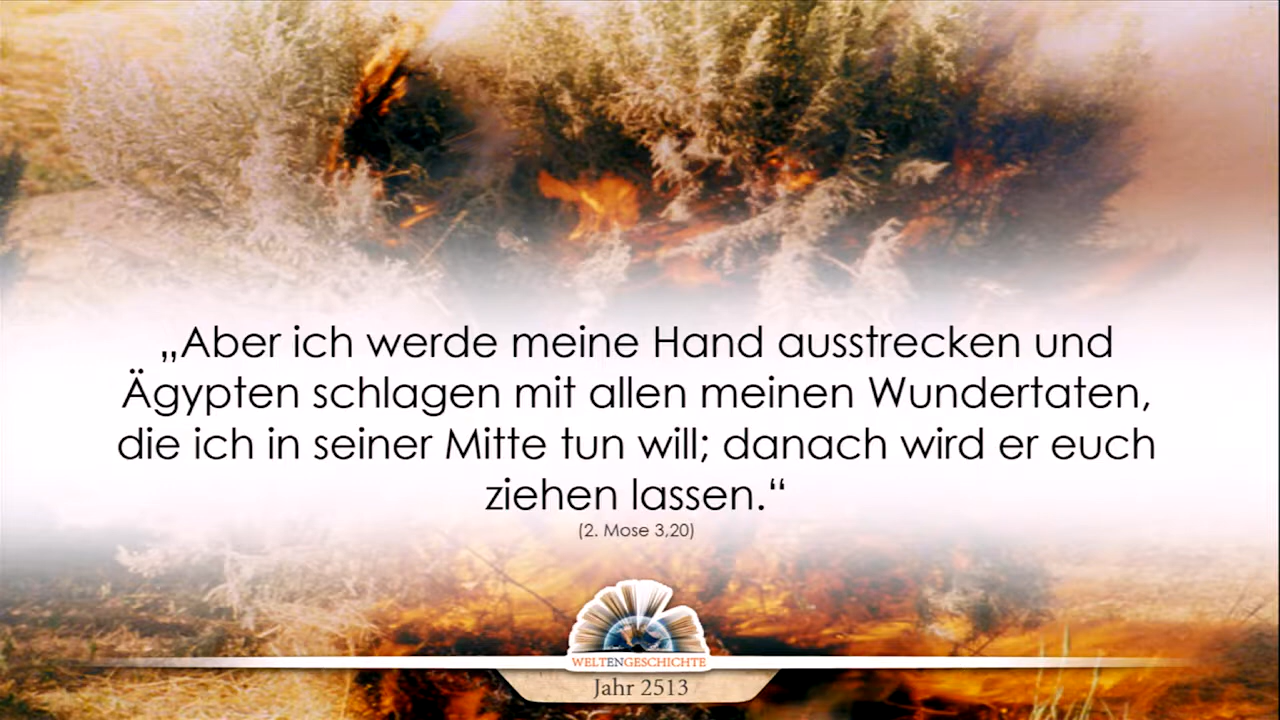 „Aber ich werde meine Hand ausstrecken und
Ägypten schlagen mit allen meinen Wundertaten,
die ich in seiner Mitte tun will; danach wird er euch
ziehen lassen.“
(2. Mose 3,20)
WELTENGESCHICHTE
Jahr 2513